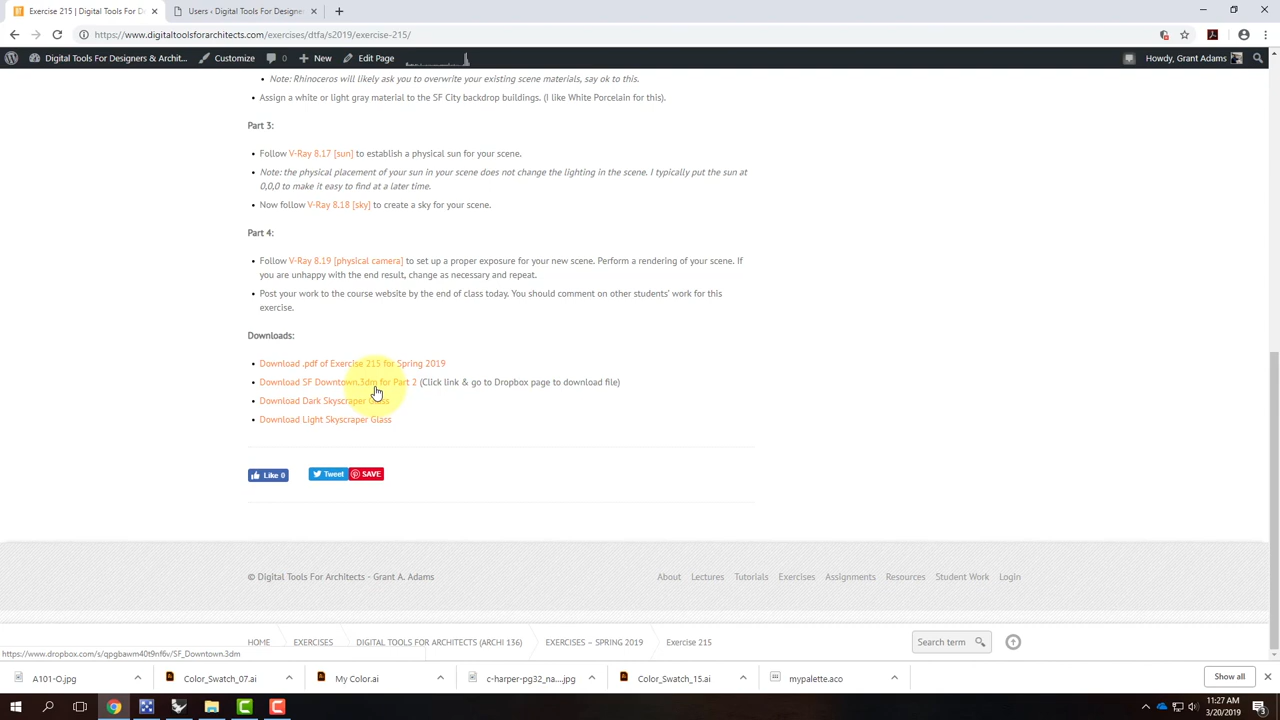 Exercise 215 | Digital Tools For D
Users ‹ Digital Tools For Designer
https://www.digitaltoolsforarchitects.com/exercises/dtfa/s2019/exercise-215/
Digital Tools For Designers & Archit... Customize 0 New Edit Page Howdy, Grant Adams
Note: Rhinoceros will likely ask you to overwrite your existing scene materials, say ok to this.
Assign a white or light gray material to the SF City backdrop buildings. (I like White Porcelain for this).
Part 3:
Follow V-Ray 8.17 [sun] to establish a physical sun for your scene.
Note: the physical placement of your sun in your scene does not change the lighting in the scene. I typically put the sun at
0,0,0 to make it easy to find at a later time.
Now follow V-Ray 8.18 [sky] to create a sky for your scene.
Part 4:
Follow V-Ray 8.19 [physical camera] to set up a proper exposure for your new scene. Perform a rendering of your scene. If
you are unhappy with the end result, change as necessary and repeat.
Post your work to the course website by the end of class today. You should comment on other students' work for this
exercise.
Downloads:
Download .pdf of Exercise 215 for Spring 2019
Download SF Downtown.3dm for Part 2 (Click link & go to Dropbox page to download file)
Download Dark Skyscraper Glass
Download Light Skyscraper Glass
Like 0 Tweet SAVE
© Digital Tools For Architects - Grant A. Adams
About Lectures Tutorials Exercises Assignments Resources Student Work Login
HOME EXERCISES DIGITAL TOOLS FOR ARCHITECTS (ARCHI 136) EXERCISES – SPRING 2019 Exercise 215 Search term
https://www.dropbox.com/s/qpgbawm40t9nf6v/SF_Downtown.3dm
A101-O.jpg Color_Swatch_07.ai My Color.ai c-harper-pg32_na....jpg Color_Swatch_15.ai mypalette.aco Show all
11:27 AM
3/20/2019
3